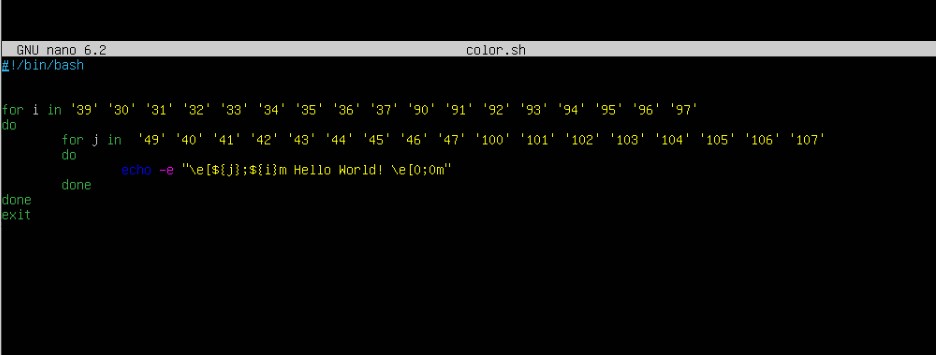 GNU nano 6.2 color.sh
#!/bin/bash
for i in '39' '30' '31' '32' '33' '34' '35' '36' '37' '90' '91' '92' '93' '94' '95' '96' '97'
do
for j in '49' '40' '41' '42' '43' '44' '45' '46' '47' '100' '101' '102' '103' '104' '105' '106' '107'
do
echo -e "\e[${j};${i}m Hello World! \e[0;0m"
done
done
exit